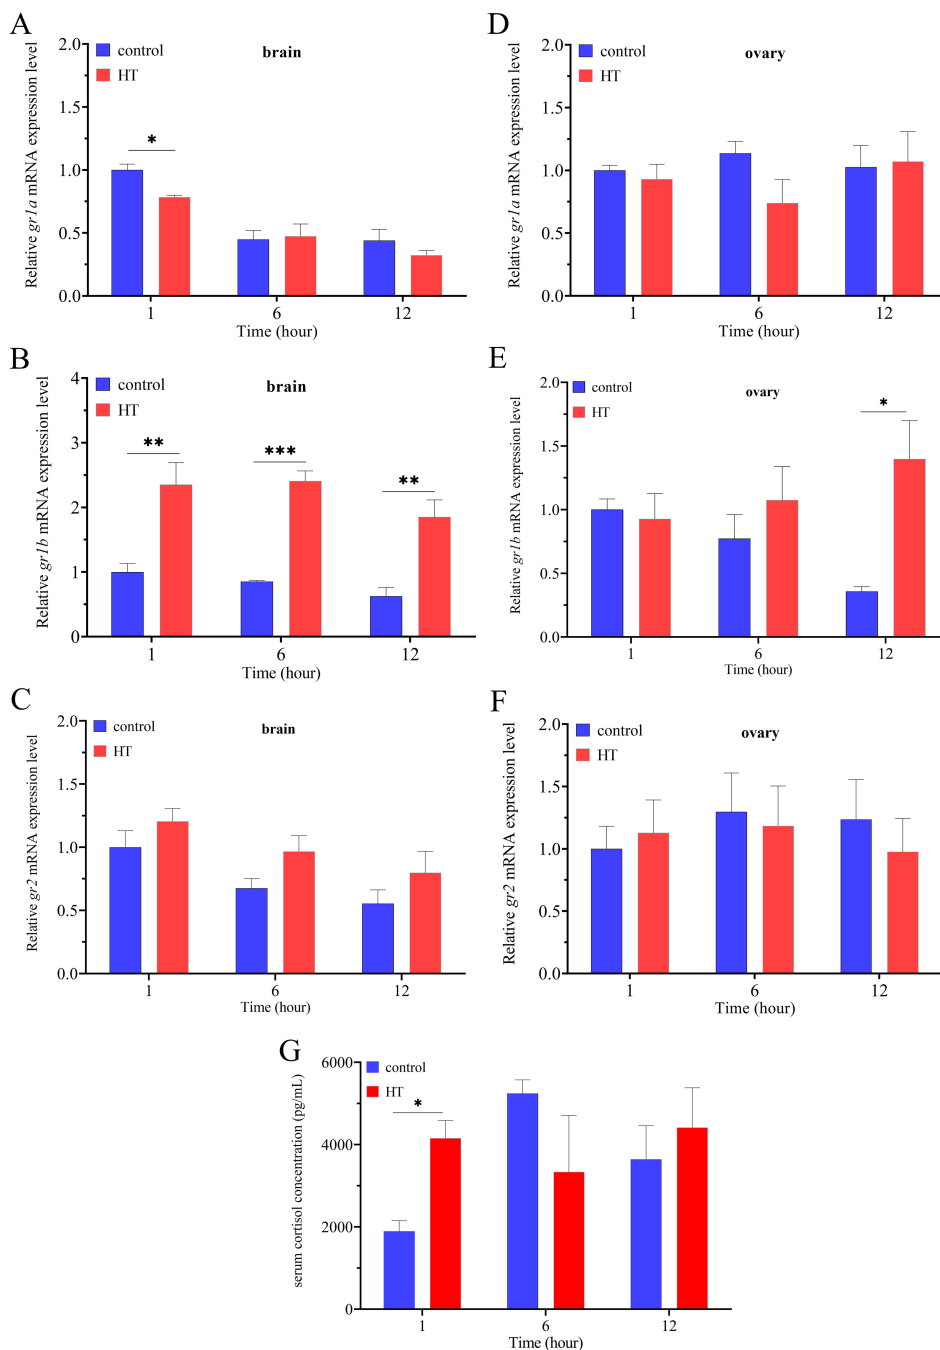 A
control
HT
brain
Relative gr1a mRNA expression level
2.0
1.5
1.0
0.5
0.0
*
1
6
12
Time (hour)
D
control
HT
ovary
Relative gr1a mRNA expression level
2.0
1.5
1.0
0.5
0.0
1
6
12
Time (hour)
B
control
HT
brain
Relative gr1b mRNA expression level
4
3
2
1
0
**
***
**
1
6
12
Time (hour)
E
control
HT
ovary
Relative gr1b mRNA expression level
2.0
1.5
1.0
0.5
0.0
*
1
6
12
Time (hour)
C
control
HT
brain
Relative gr2 mRNA expression level
2.0
1.5
1.0
0.5
0.0
1
6
12
Time (hour)
F
control
HT
ovary
Relative gr2 mRNA expression level
2.0
1.5
1.0
0.5
0.0
1
6
12
Time (hour)
G
control
HT
serum cortisol concentration (pg/mL)
6000
4000
2000
0
*
1
6
12
Time (hour)